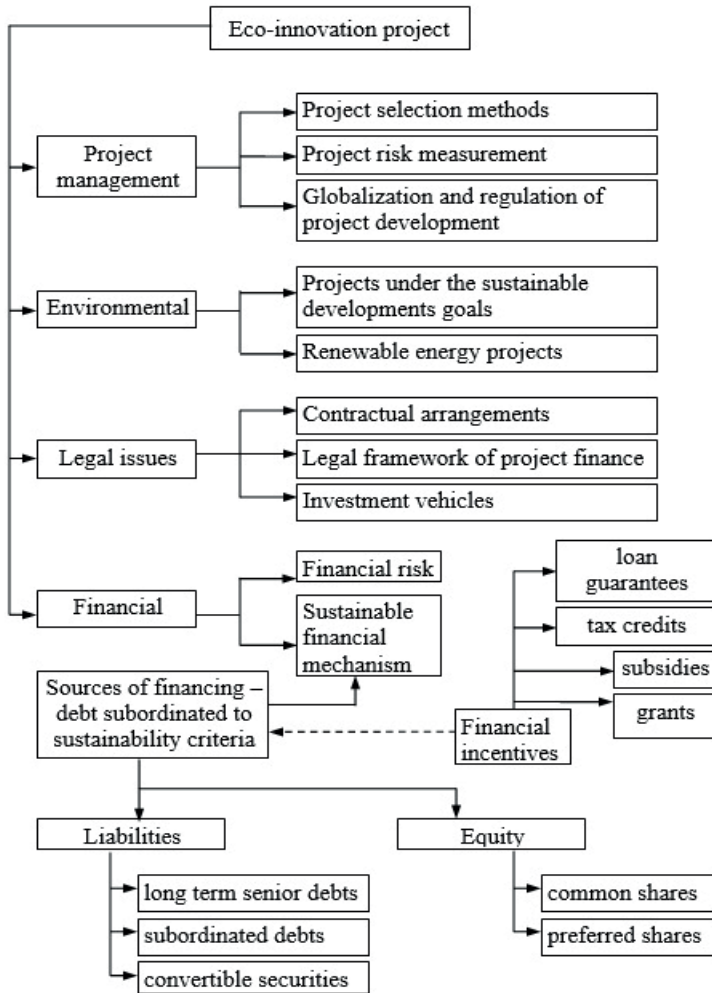 Eco-innovation project
Project
management
Project selection methods
Project risk measurement
Globalization and regulation of
project development
Environmental
Projects under the sustainable
developments goals
Renewable energy projects
Legal issues
Contractual arrangements
Legal framework of project finance
Investment vehicles
Financial
Financial risk
Sustainable
financial
mechanism
loan
guarantees
tax credits
subsidies
grants
Sources of financing –
debt subordinated to
sustainability criteria
Financial
incentives
Liabilities
Equity
long term senior debts
subordinated debts
convertible securities
common shares
preferred shares